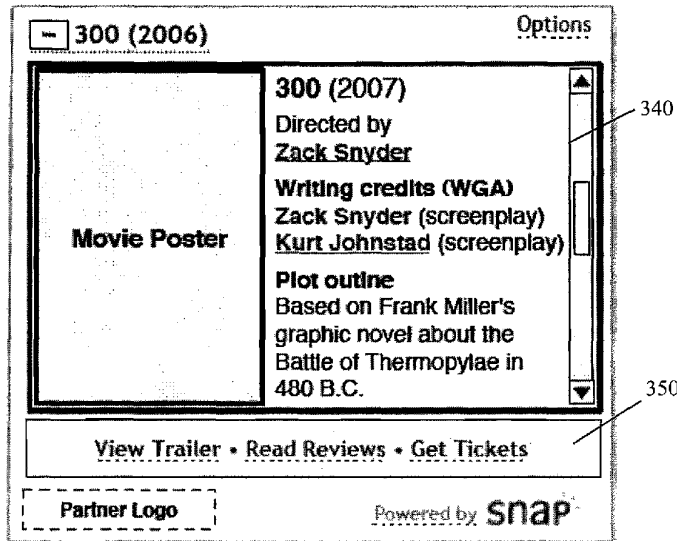 300 (2006)
Options
300 (2007)
Directed by
Zack Snyder
Writing credits (WGA)
Zack Snyder (screenplay)
Kurt Johnstad (screenplay)
Movie Poster
Plot outine
Based on Frank Miller's
graphic novel about the
Battle of Thermopylae in
480 B.C.
340
350
View Trailer • Read Reviews • Get Tickets
Partner Logo
Powered by snap